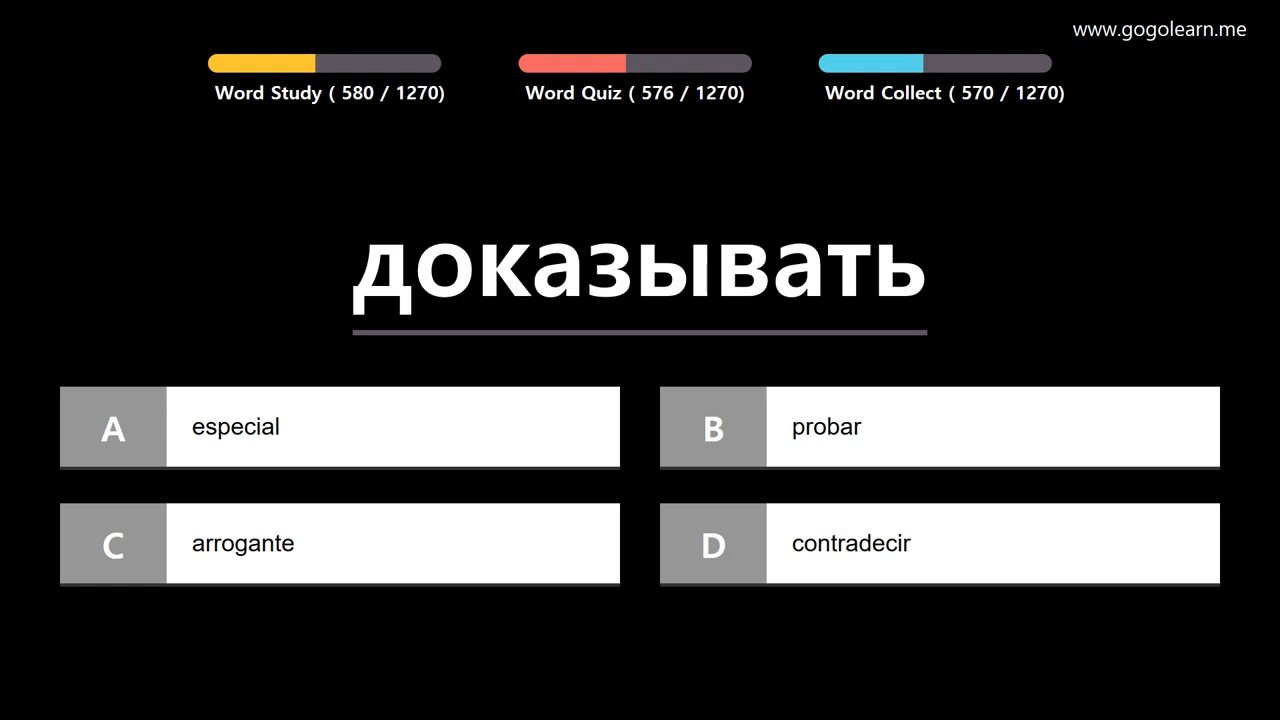 www.gogolearn.me
Word Study ( 580 / 1270)
Word Quiz ( 576 / 1270)
Word Collect ( 570 / 1270)
доказывать
A especial
B probar
C arrogante
D contradecir